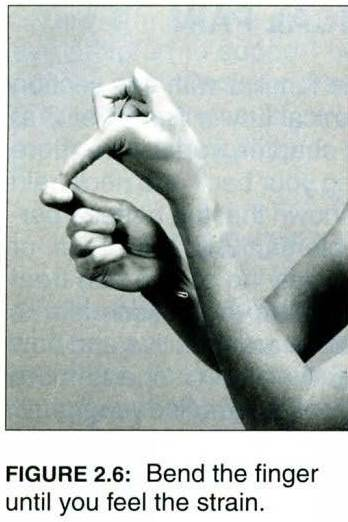 FIGURE 2.6: Bend the finger
until you feel the strain.